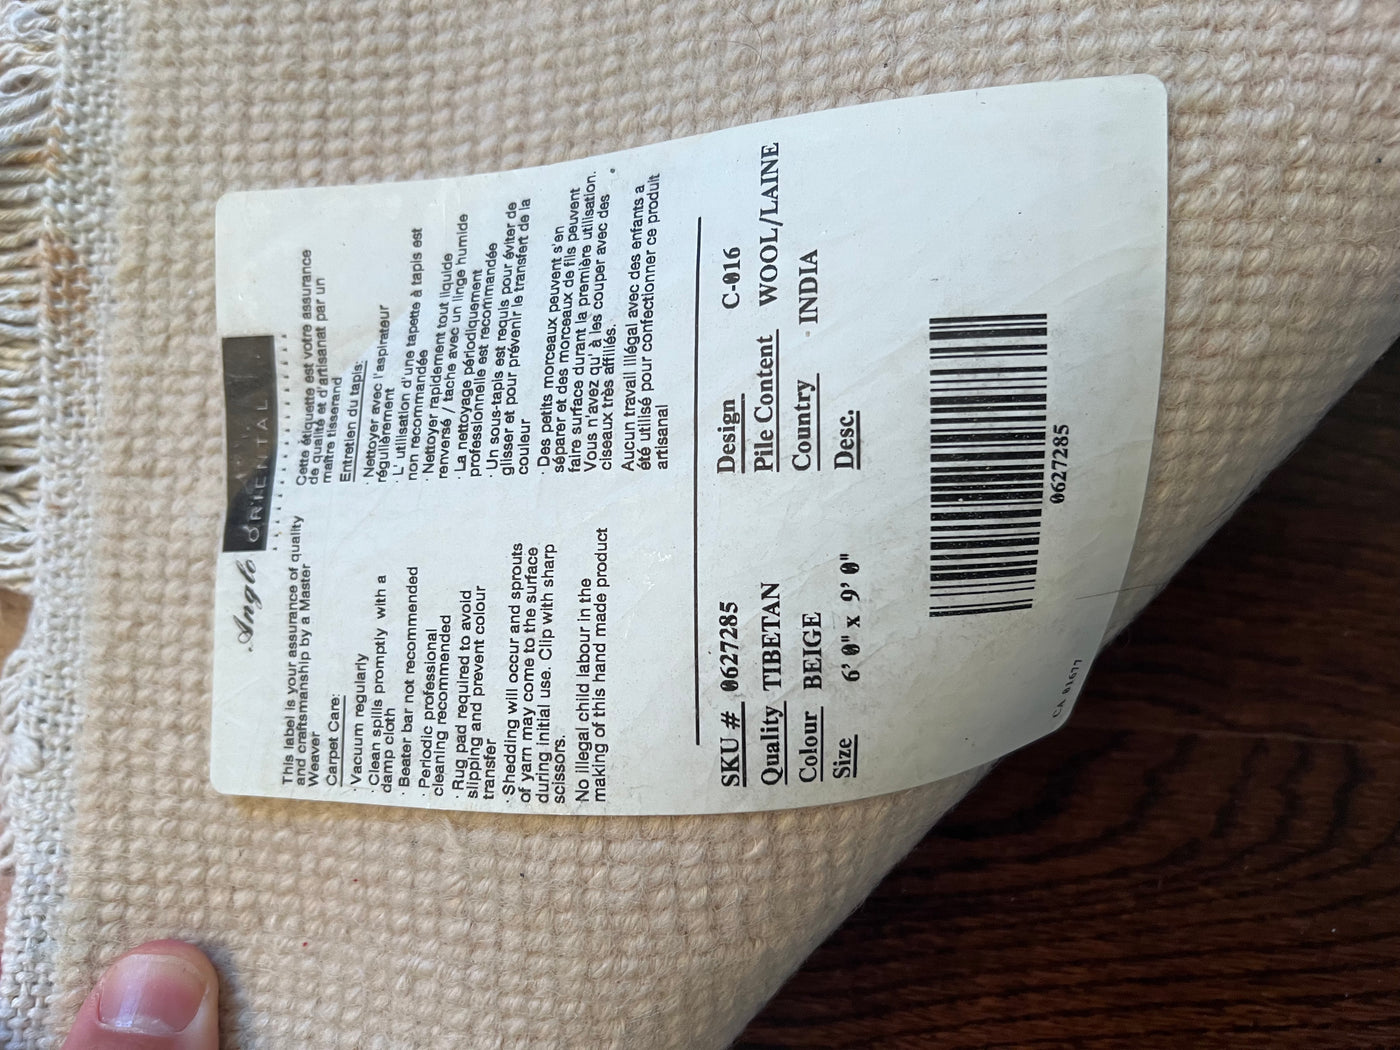 Anglo
ORIENTAL
This label is your assurance of quality
and craftsmanship by a Master
Weaver
Carpet Care:
· Vacuum regularly
· Clean spills promptly with a
damp cloth
· Beater bar not recommended
· Periodic professional
cleaning recommended
· Rug pad required to avoid
slipping and prevent colour
transfer
· Shedding will occur and sprouts
of yarn may come to the surface
during initial use. Clip with sharp
scissors.
No illegal child labour in the
making of this hand made product
Cette étiquette est votre assurance
de qualité et d'artisanat par un
maître tisserand
Entretien du tapis:
· Nettoyer avec l'aspirateur
régulièrement
· L' utilisation d'une tapette à tapis est
non recommandée
· Nettoyer rapidement tout liquide
renversé / tache avec un linge humide
· La nettoyage périodiquement
professionnelle est recommandée
· Un sous-tapis est requis pour éviter de
glisser et pour prévenir le transfert de la
couleur
· Des petits morceaux peuvent s'en
séparer et des morceaux de fils peuvent
faire surface durant la première utilisation.
Vous n'avez qu' à les couper avec des
ciseaux très affiliés.
Aucun travail illégal avec des enfants a
été utilisé pour confectionner ce produit
artisanal
SKU # 0627285 Design C-016
Quality TIBETAN Pile Content WOOL/LAINE
Colour BEIGE Country INDIA
Size 6' 0" x 9' 0" Desc.
0627285
CA 01677